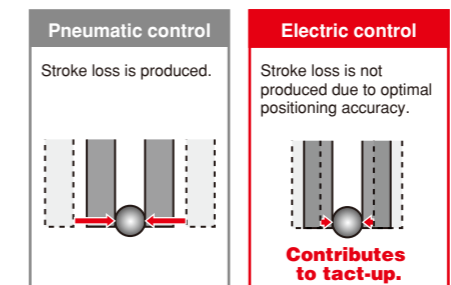 Pneumatic control
Stroke loss is produced.
Electric control
Stroke loss is not
produced due to optimal
positioning accuracy.
Contributes
to tact-up.